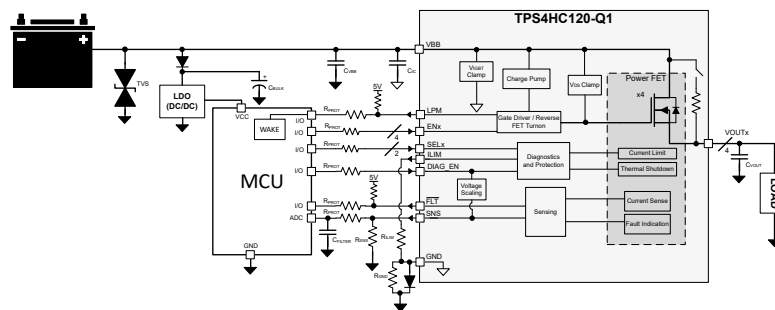 TPS4HC120-Q1
- +
TVS
LDO
(DC/DC)
CBULK
CVBB
CIC
VBB
VBAT
Clamp
Charge Pump
VDS Clamp
Power FET
x4
VCC
5V
WAKE
I/O
RPROT
LPM
Gate Driver / Reverse
FET Turnon
I/O
RPROT
4
ENx
I/O
RPROT
2
SELx
ILIM
I/O
RPROT
DIAG_EN
Diagnostics
and Protection
Current Limit
Thermal Shutdown
VOUTx
4
CVOUT
LOAD
MCU
5V
Voltage
Scaling
I/O
RPROT
FLT
ADC
RPROT
SNS
Sensing
Current Sense
Fault Indication
CFILTER
RSNS
RILIM
GND
GND
RGND